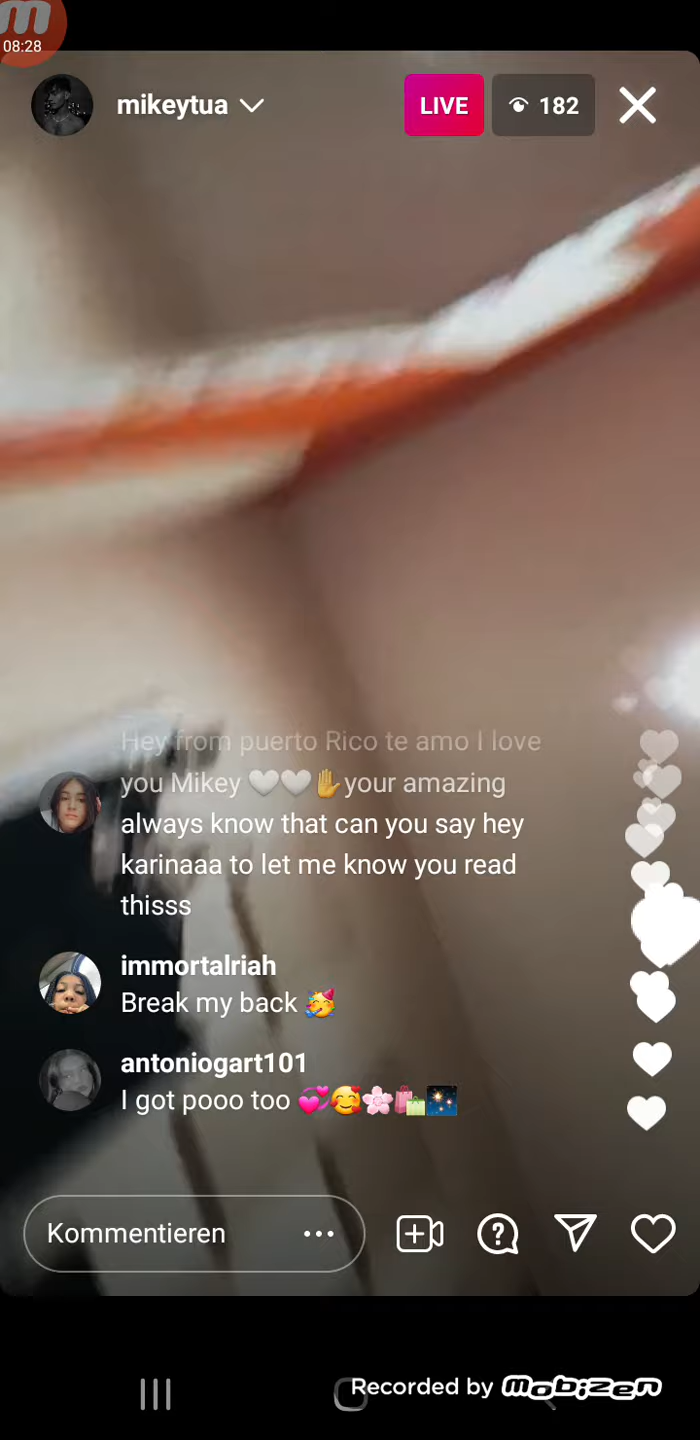 m
08:28
mikeytua
LIVE
182
Hey from puerto Rico te amo I love
you Mikey 🤍🤍✋your amazing
always know that can you say hey
karinaaa to let me know you read
thisss
immortalriah
Break my back 🥳
antoniogart101
I got pooo too 💞🥰🌸🛍️🎇
Kommentieren
Recorded by mobizen